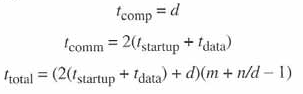 t_comp = d
t_comm = 2(t_startup + t_data)
t_total = (2(t_startup + t_data) + d)(m + n/d − 1)